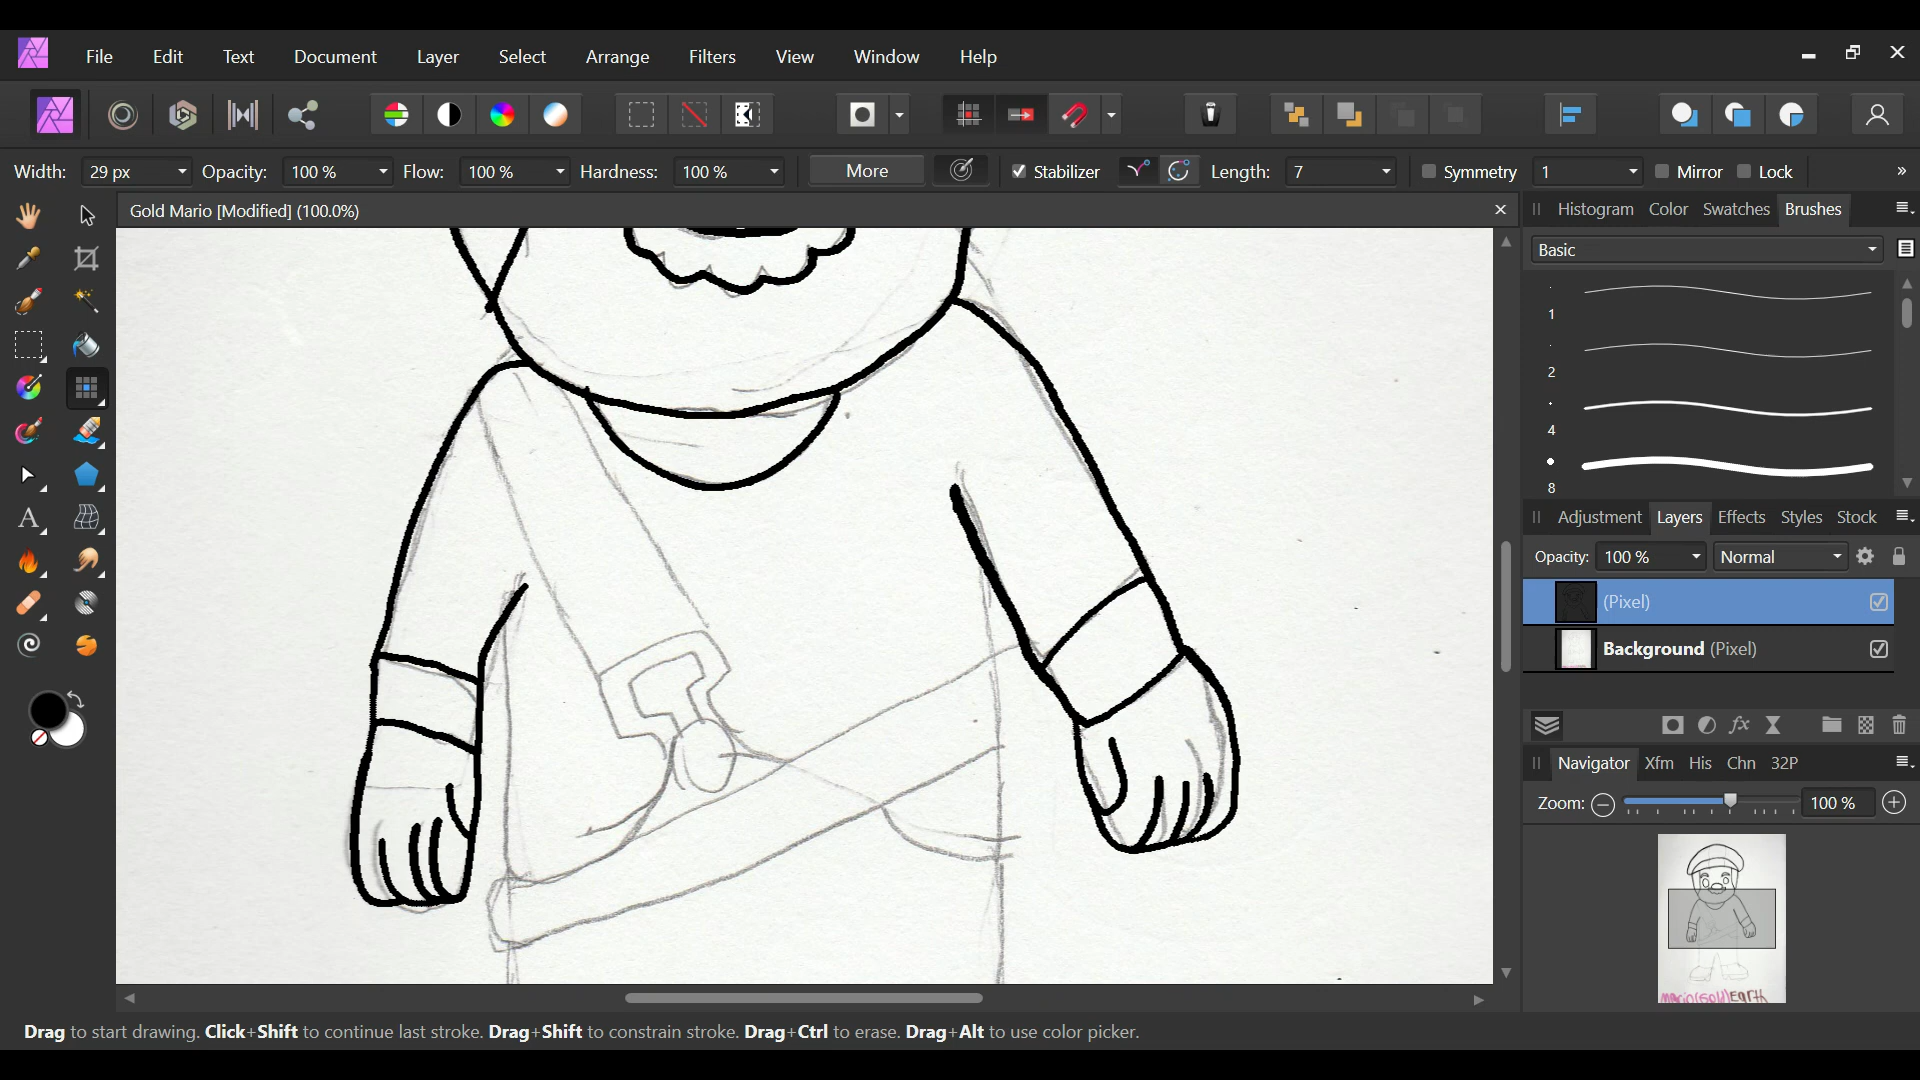 File Edit Text Document Layer Select Arrange Filters View Window Help
Width: 29 px Opacity: 100 % Flow: 100 % Hardness: 100 % More Stabilizer Length: 7 Symmetry 1 Mirror Lock »
Gold Mario [Modified] (100.0%)
Histogram Color Swatches Brushes
Basic
1
2
4
8
Adjustment Layers Effects Styles Stock
Opacity: 100 % Normal
(Pixel)
Background (Pixel)
Navigator Xfm His Chn 32P
Zoom: 100 %
Mario(Gold)Earth
Drag to start drawing. Click+Shift to continue last stroke. Drag+Shift to constrain stroke. Drag+Ctrl to erase. Drag+Alt to use color picker.